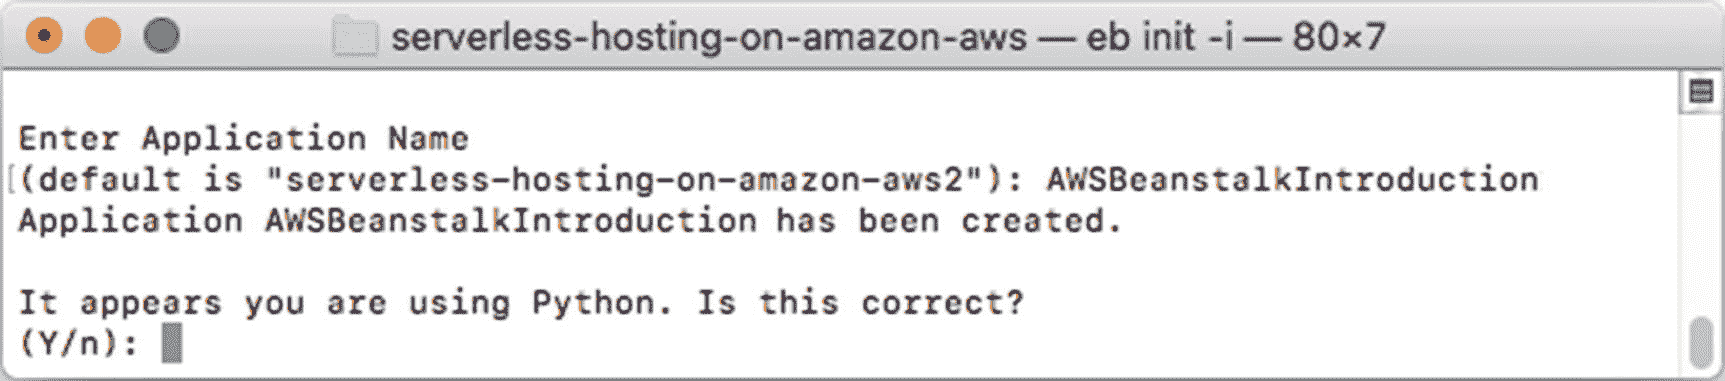 serverless-hosting-on-amazon-aws — eb init -i — 80×7
Enter Application Name
[(default is "serverless-hosting-on-amazon-aws2"): AWSBeanstalkIntroduction
Application AWSBeanstalkIntroduction has been created.
It appears you are using Python. Is this correct?
(Y/n):